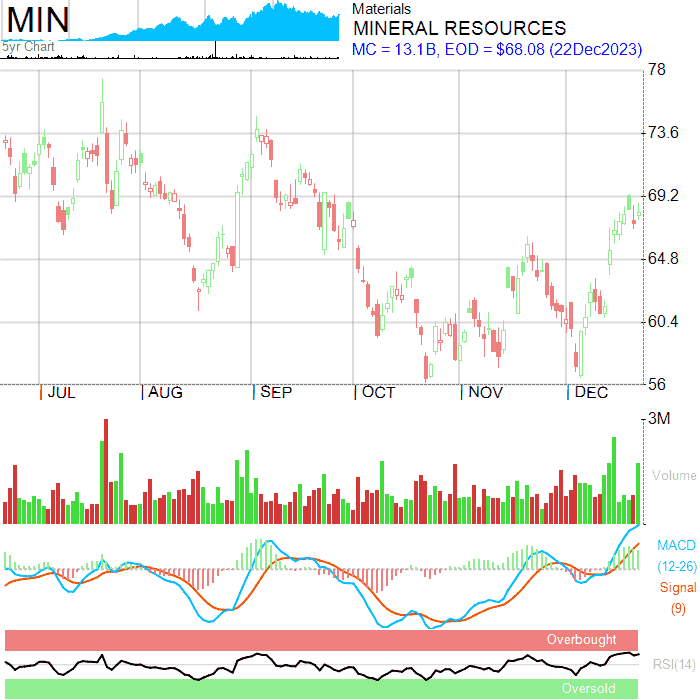 MIN
5yr Chart
Materials
MINERAL RESOURCES
MC = 13.1B, EOD = $68.08 (22Dec2023)
78
73.6
69.2
64.8
60.4
56
JUL AUG SEP OCT NOV DEC
3M
Volume
MACD
(12-26)
Signal
(9)
Overbought
RSI(14)
Oversold